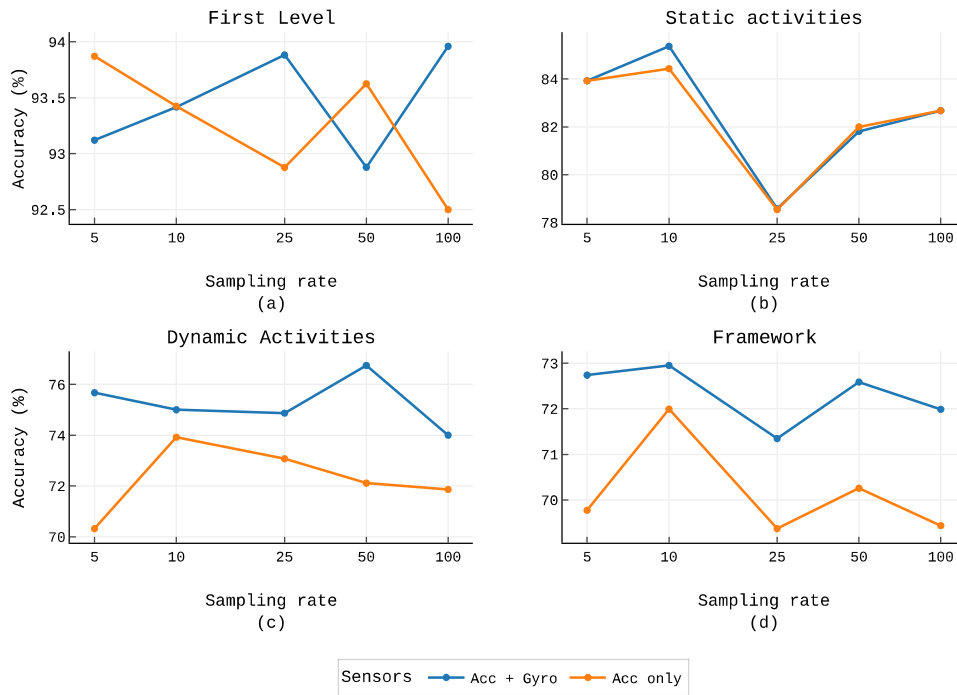 First Level
Accuracy (%)
94
93.5
93
92.5
5 10 25 50 100
Sampling rate
(a)
Static activities
84
82
80
78
5 10 25 50 100
Sampling rate
(b)
Dynamic Activities
Accuracy (%)
76
74
72
70
5 10 25 50 100
Sampling rate
(c)
Framework
73
72
71
70
5 10 25 50 100
Sampling rate
(d)
Sensors Acc + Gyro Acc only